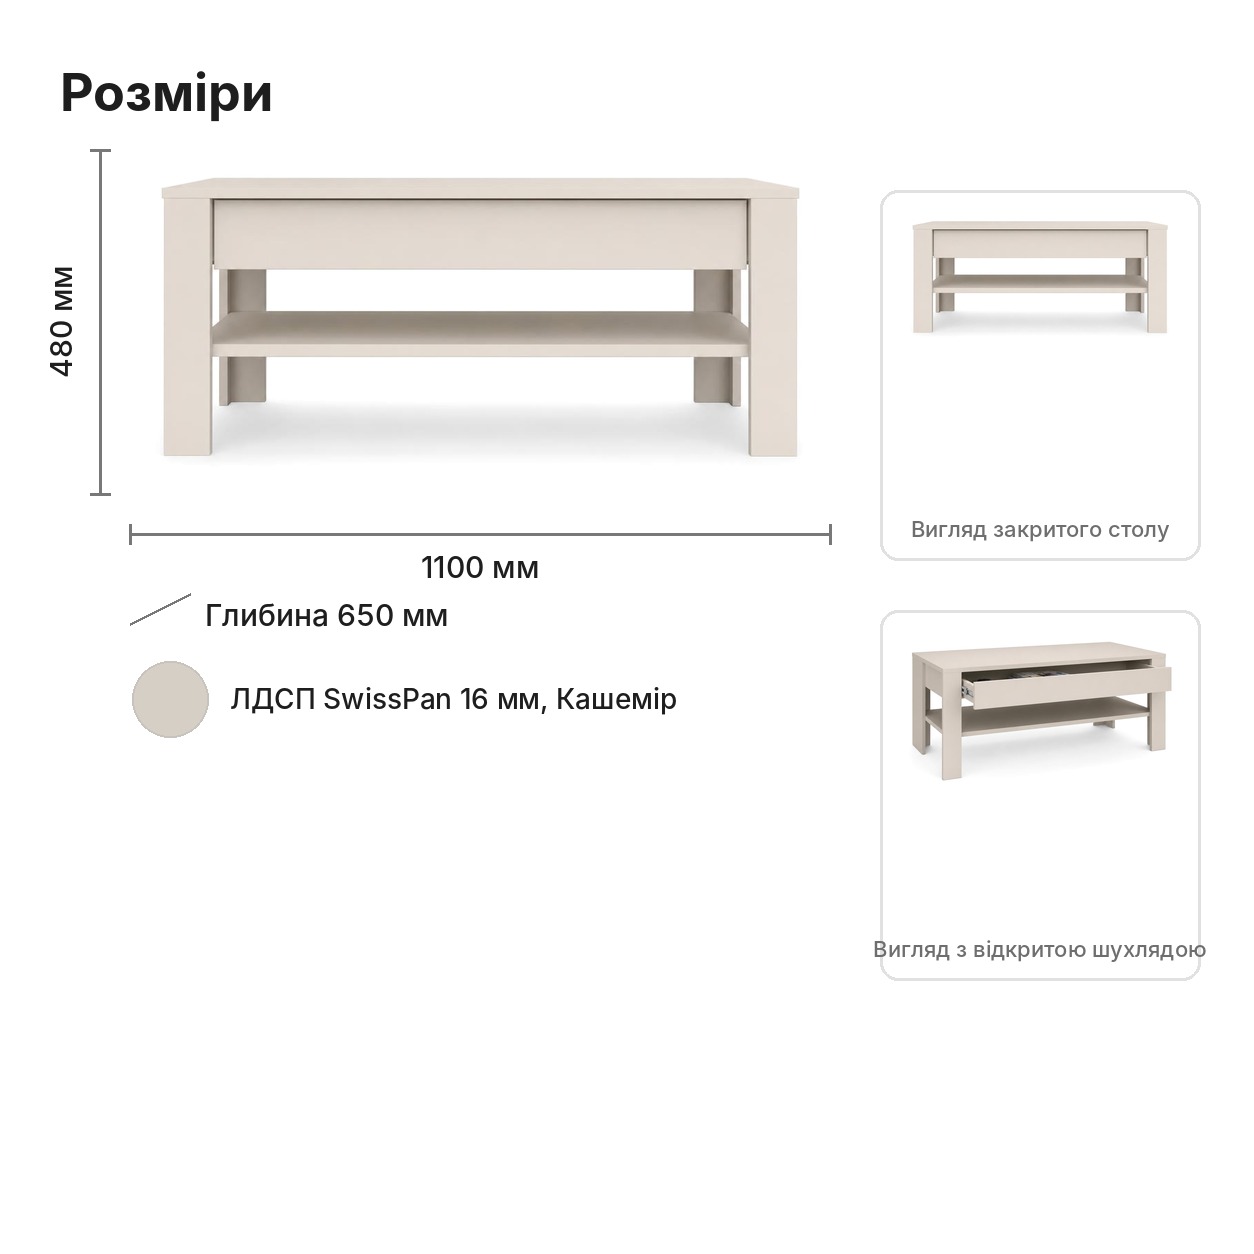 Розміри
480 мм
1100 мм
Глибина 650 мм
ЛДСП SwissPan 16 мм, Кашемір
Вигляд закритого столу
Вигляд з відкритою шухлядою